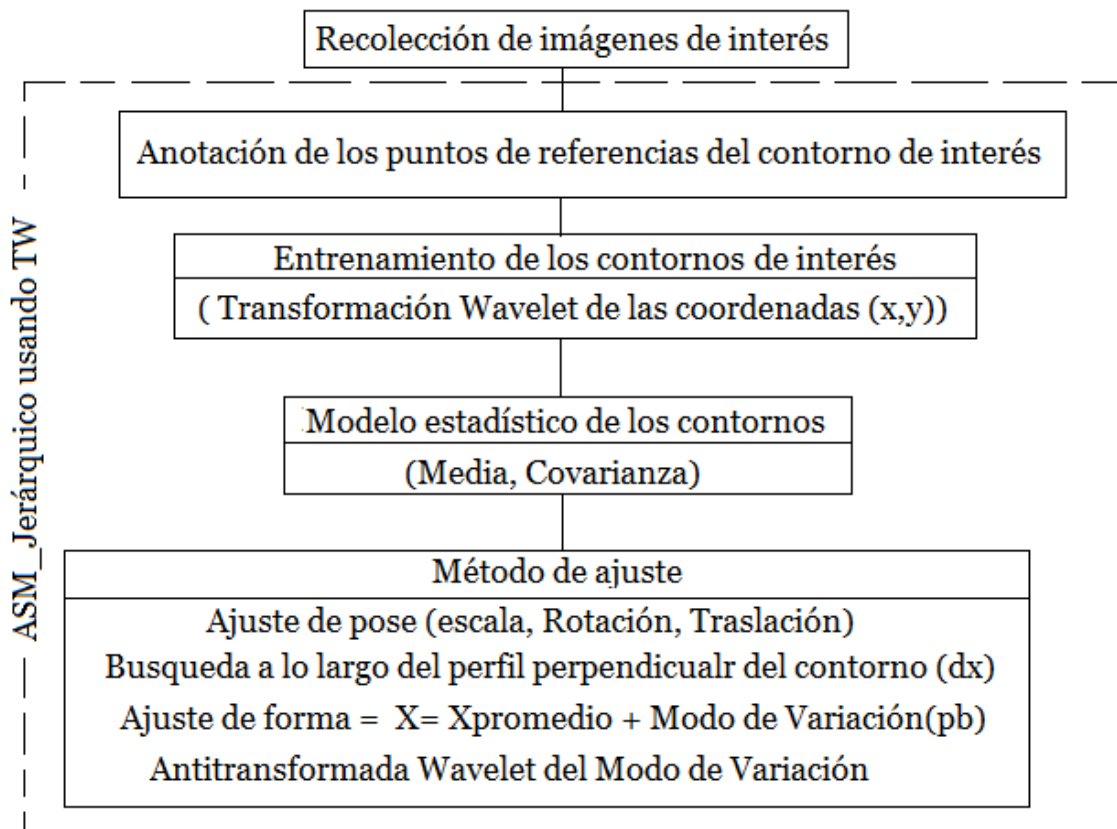 Recolección de imágenes de interés
Anotación de los puntos de referencias del contorno de interés
Entrenamiento de los contornos de interés
( Transformación Wavelet de las coordenadas (x,y))
Modelo estadístico de los contornos
(Media, Covarianza)
Método de ajuste
Ajuste de pose (escala, Rotación, Traslación)
Busqueda a lo largo del perfil perpendicualr del contorno (dx)
Ajuste de forma = X= Xpromedio + Modo de Variación(pb)
Antitransformada Wavelet del Modo de Variación
ASM_Jerárquico usando TW